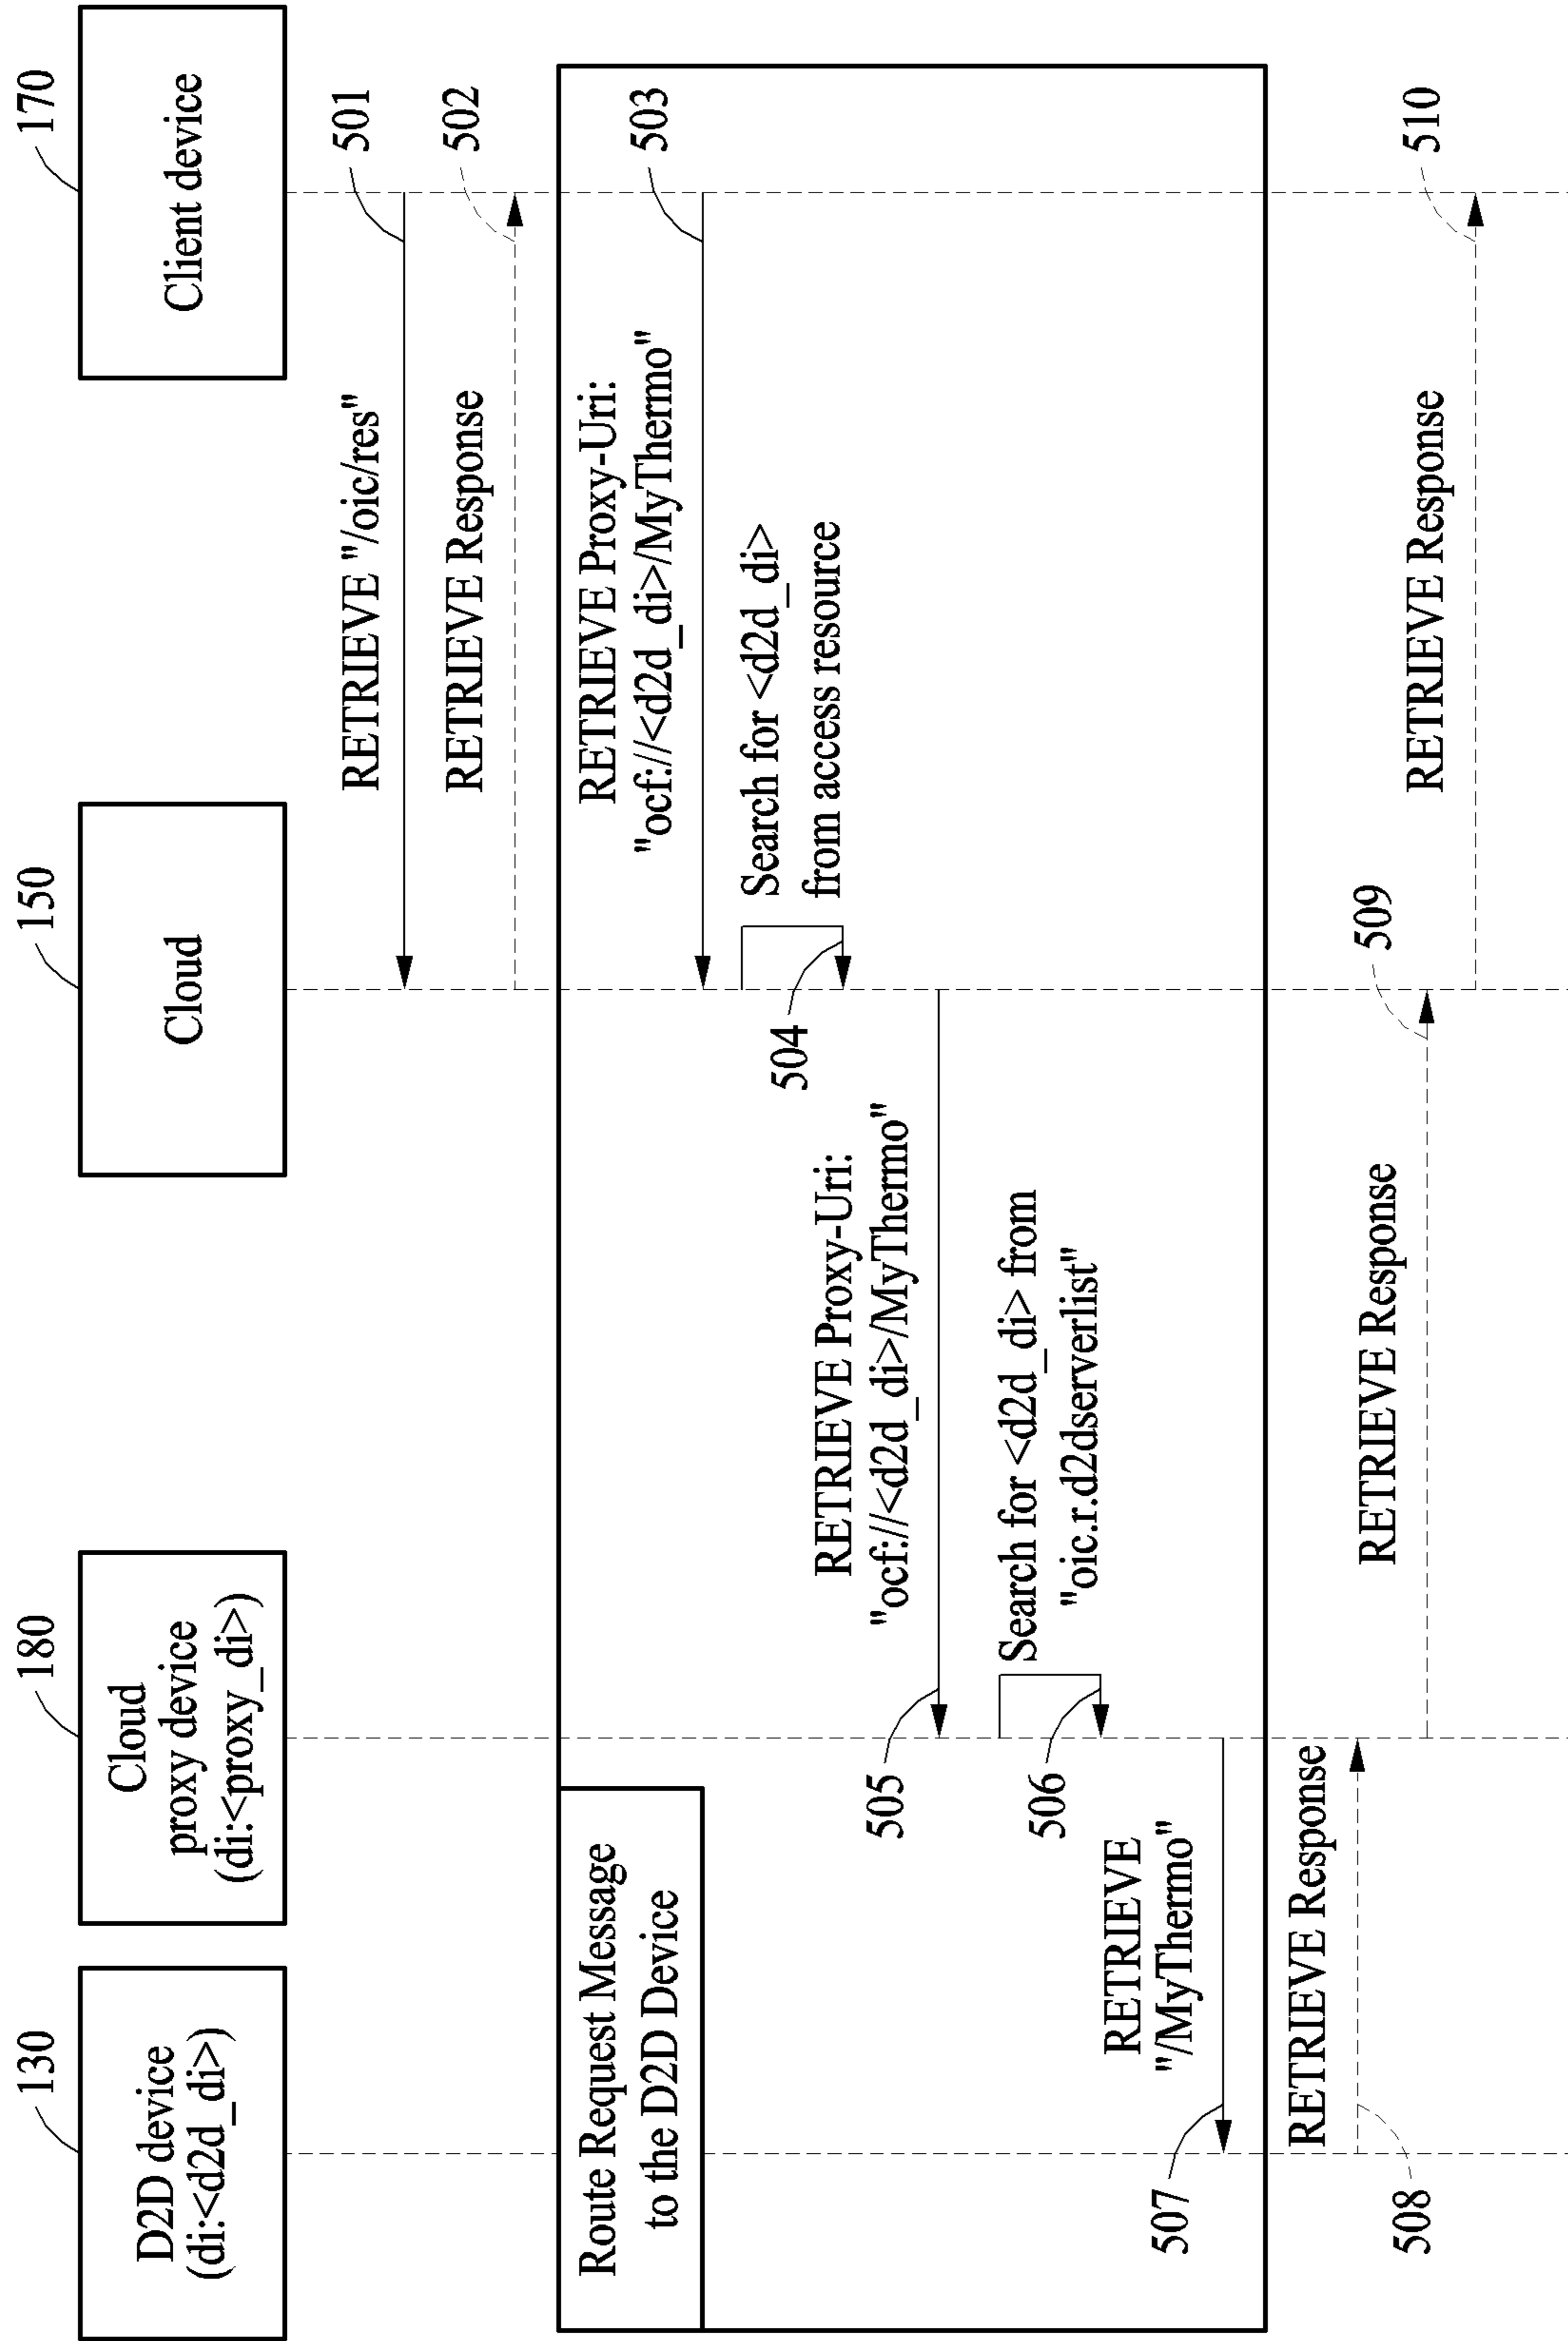 130
180
150
170
D2D device
(di:<d2d_di>)
Cloud
proxy device
(di:<proxy_di>)
Cloud
Client device
RETRIEVE "/oic/res"
501
RETRIEVE Response
502
Route Request Message
to the D2D Device
RETRIEVE Proxy-Uri:
"ocf://<d2d_di>/MyThermo"
503
Search for <d2d_di>
from access resource
504
RETRIEVE Proxy-Uri:
"ocf://<d2d_di>/MyThermo"
505
Search for <d2d_di> from
"oic.r.d2dserverlist"
506
RETRIEVE
"/MyThermo"
507
RETRIEVE Response
508
RETRIEVE Response
509
RETRIEVE Response
510